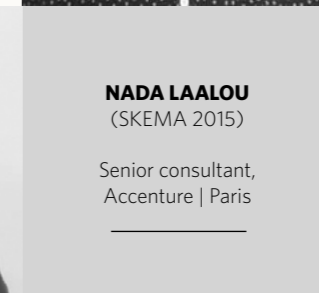 NADA LAALOU
(SKEMA 2015)
Senior consultant,
Accenture | Paris